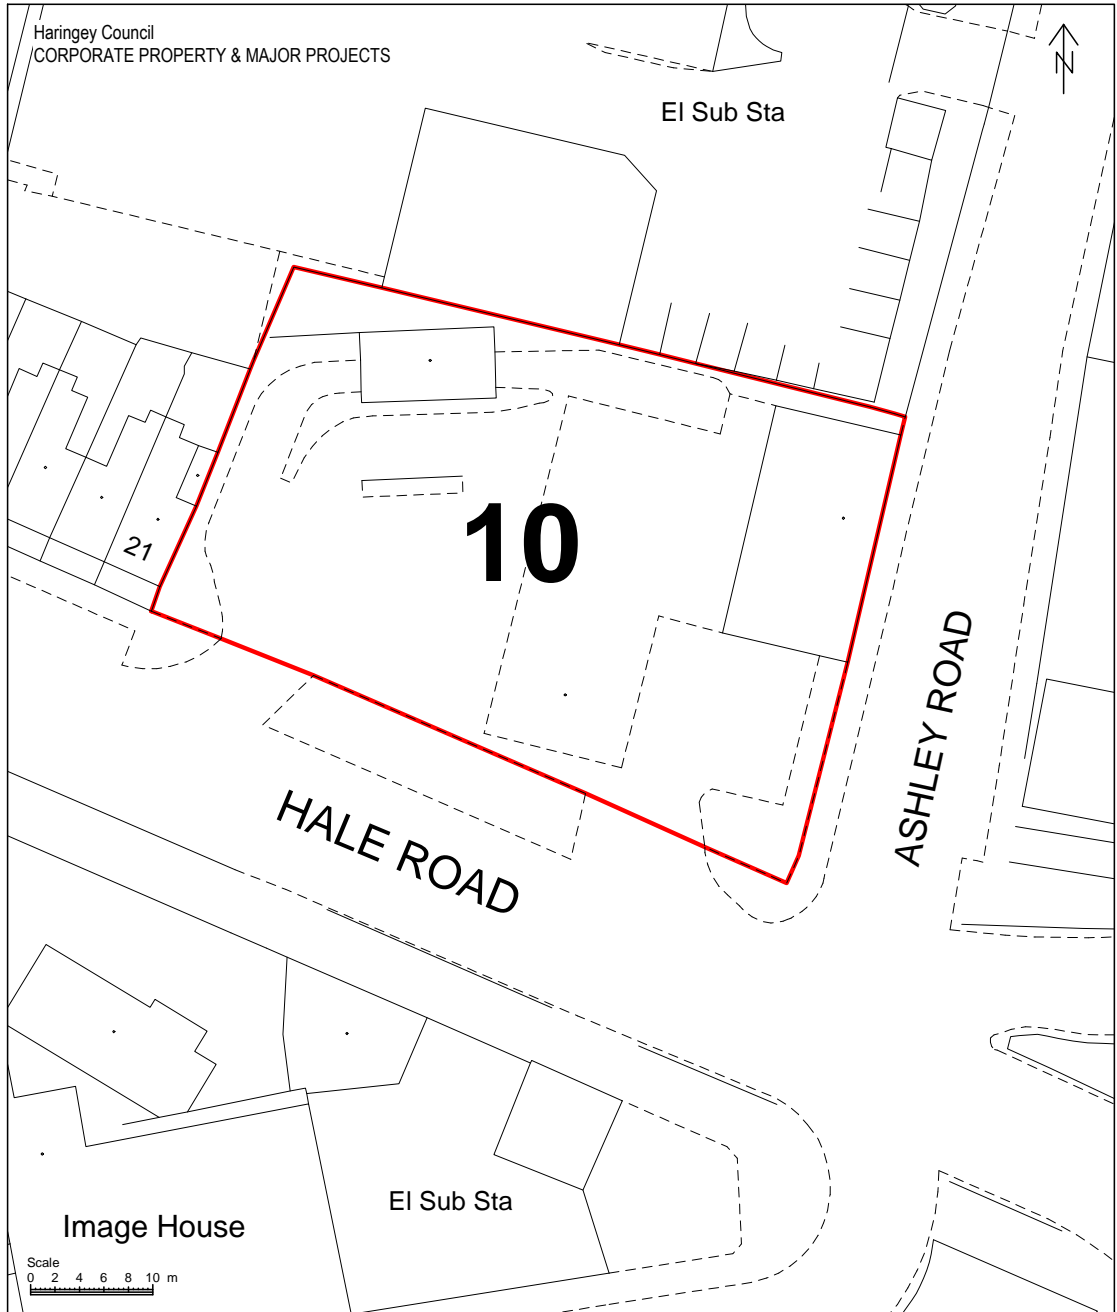 Haringey Council
CORPORATE PROPERTY & MAJOR PROJECTS
N
El Sub Sta
10
21
ASHLEY ROAD
HALE ROAD
El Sub Sta
Image House
Scale
0 2 4 6 8 10 m